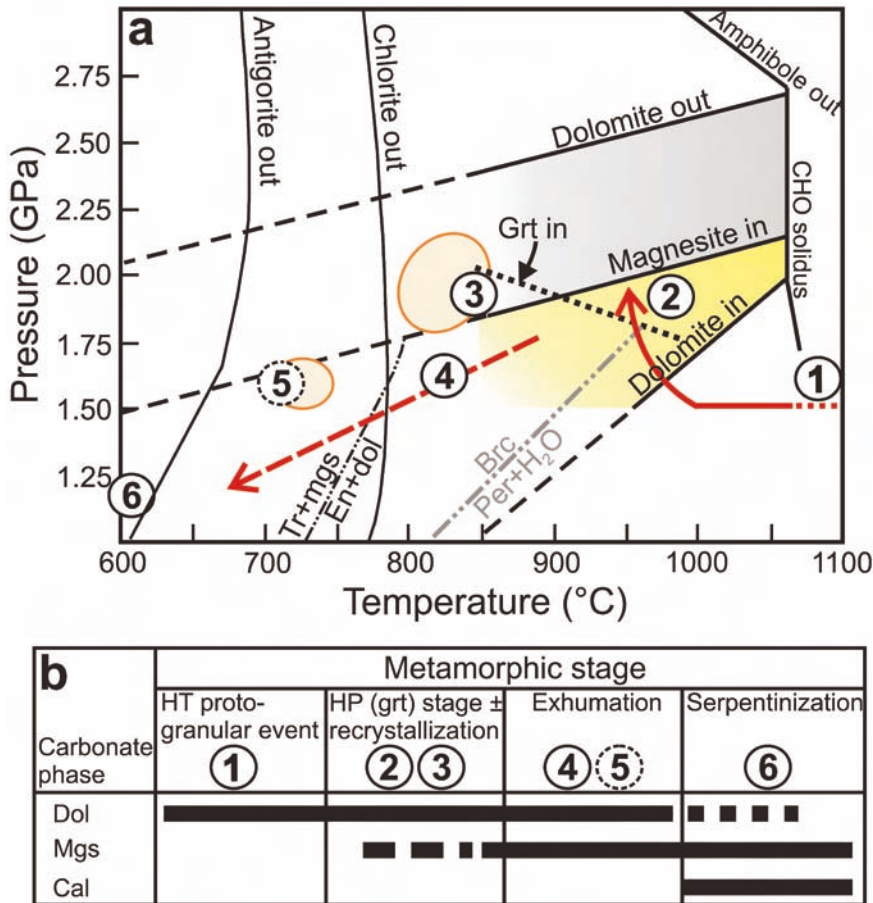 a
Antigorite out
Chlorite out
Amphibole out
Dolomite out
CHO solidus
Grt in
Magnesite in
Dolomite in
Tr+mgs
En+dol
Brc
Per+H₂O
1
2
3
4
5
6
Pressure (GPa)
2.75
2.50
2.25
2.00
1.75
1.50
1.25
600 700 800 900 1000 1100
Temperature (°C)
b
Metamorphic stage
Carbonate
phase
HT proto-
granular event
1
HP (grt) stage ±
recrystallization
2 3
Exhumation
4 5
Serpentinization
6
Dol
Mgs
Cal